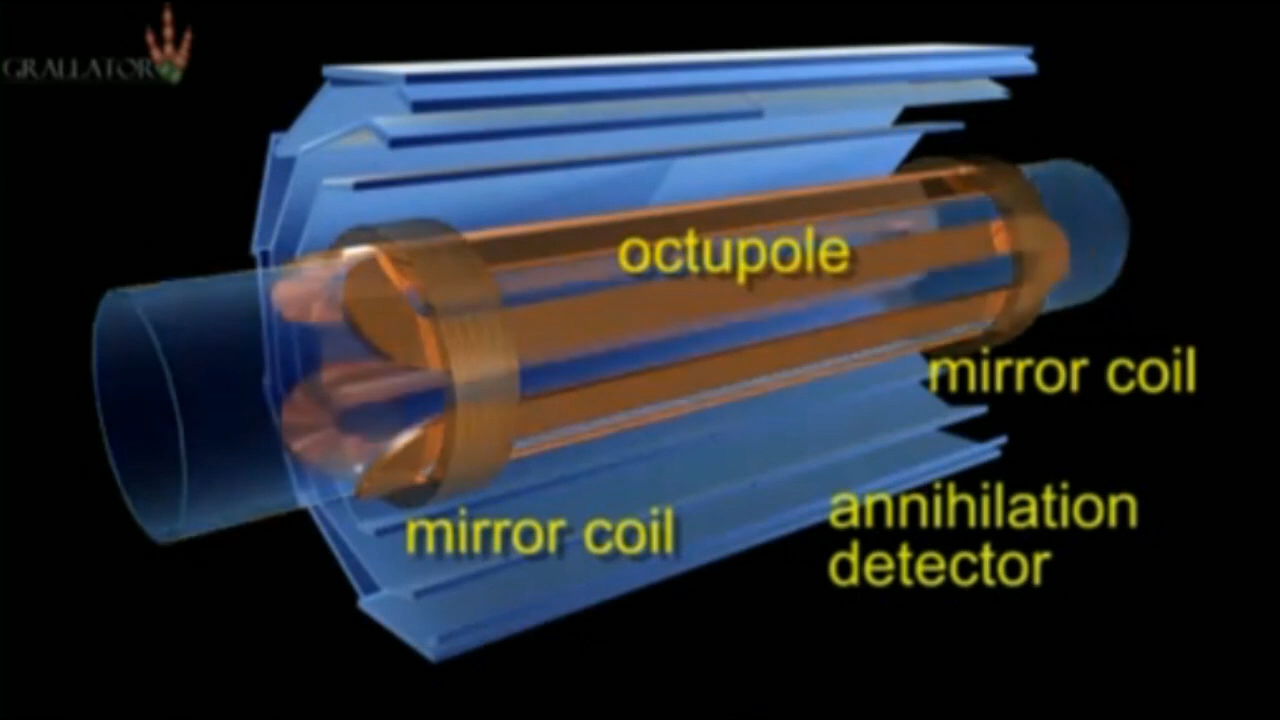 GRALLATOR
octupole
mirror coil
mirror coil
annihilation
detector